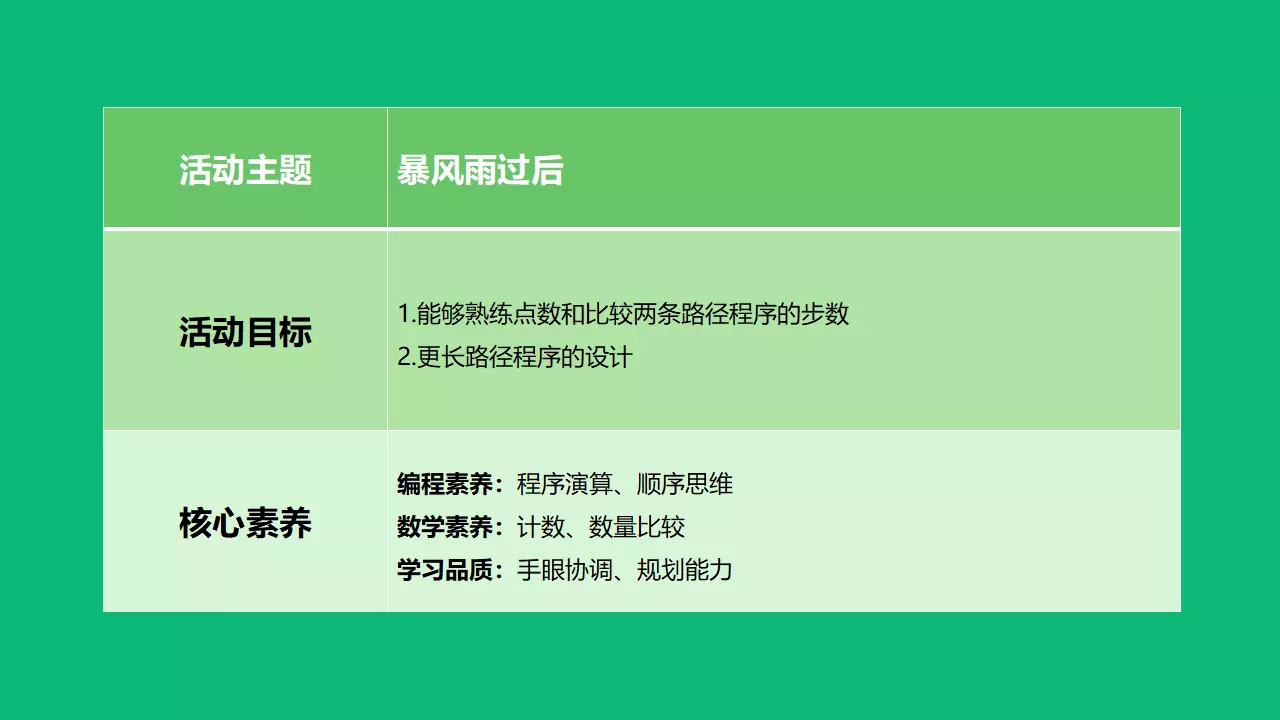 活动主题
暴风雨过后
活动目标
1.能够熟练点数和比较两条路径程序的步数
2.更长路径程序的设计
核心素养
编程素养：程序演算、顺序思维
数学素养：计数、数量比较
学习品质：手眼协调、规划能力